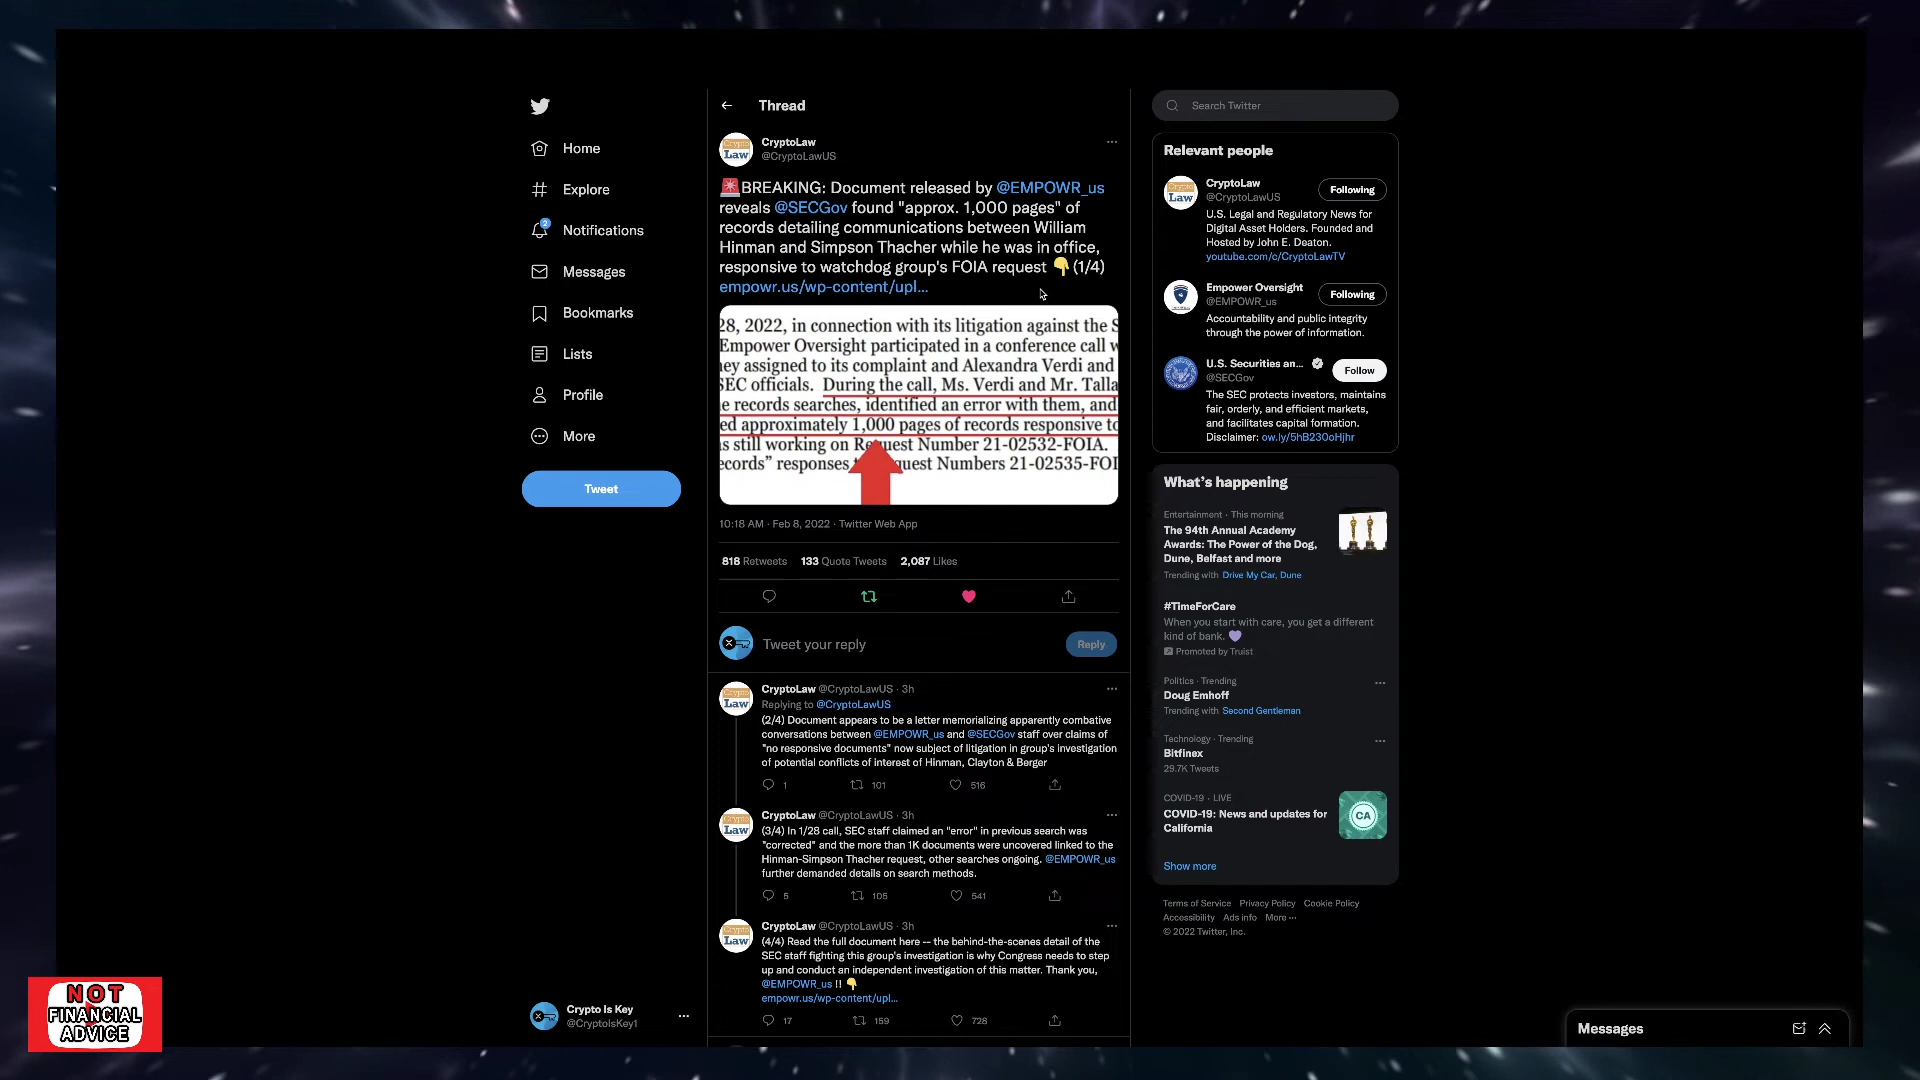 Home
Explore
2
Notifications
Messages
Bookmarks
Lists
Profile
More
Tweet
Crypto Is Key
@CryptoIsKey1
NOT
FINANCIAL
ADVICE
Thread
Crypto
Law
CryptoLaw
@CryptoLawUS
BREAKING: Document released by @EMPOWR_us
reveals @SECGov found "approx. 1,000 pages" of
records detailing communications between William
Hinman and Simpson Thacher while he was in office,
responsive to watchdog group's FOIA request 👇(1/4)
empowr.us/wp-content/upl...
28, 2022, in connection with its litigation against the S
Empower Oversight participated in a conference call w
ey assigned to its complaint and Alexandra Verdi and
SEC officials. During the call, Ms. Verdi and Mr. Talla
e records searches, identified an error with them, and
ed approximately 1,000 pages of records responsive to
s still working on Request Number 21-02532-FOIA.
ecords" responses quest Numbers 21-02535-FOI
10:18 AM · Feb 8, 2022 · Twitter Web App
818 Retweets 133 Quote Tweets 2,087 Likes
Tweet your reply
Reply
Crypto
Law
CryptoLaw @CryptoLawUS · 3h
Replying to @CryptoLawUS
(2/4) Document appears to be a letter memorializing apparently combative
conversations between @EMPOWR_us and @SECGov staff over claims of
"no responsive documents" now subject of litigation in group's investigation
of potential conflicts of interest of Hinman, Clayton & Berger
1 101 516
Crypto
Law
CryptoLaw @CryptoLawUS · 3h
(3/4) In 1/28 call, SEC staff claimed an "error" in previous search was
"corrected" and the more than 1K documents were uncovered linked to the
Hinman-Simpson Thacher request, other searches ongoing. @EMPOWR_us
further demanded details on search methods.
5 105 541
Crypto
Law
CryptoLaw @CryptoLawUS · 3h
(4/4) Read the full document here -- the behind-the-scenes detail of the
SEC staff fighting this group's investigation is why Congress needs to step
up and conduct an independent investigation of this matter. Thank you,
@EMPOWR_us !! 👇
empowr.us/wp-content/upl...
17 159 728
Search Twitter
Relevant people
Crypto
Law
CryptoLaw
@CryptoLawUS
Following
U.S. Legal and Regulatory News for
Digital Asset Holders. Founded and
Hosted by John E. Deaton.
youtube.com/c/CryptoLawTV
Empower Oversight
@EMPOWR_us
Following
Accountability and public integrity
through the power of information.
U.S. Securities an...
@SECGov
Follow
The SEC protects investors, maintains
fair, orderly, and efficient markets,
and facilitates capital formation.
Disclaimer: ow.ly/5hB230oHjhr
What's happening
Entertainment · This morning
The 94th Annual Academy
Awards: The Power of the Dog,
Dune, Belfast and more
Trending with Drive My Car, Dune
#TimeForCare
When you start with care, you get a different
kind of bank. 💜
Promoted by Truist
Politics · Trending
Doug Emhoff
Trending with Second Gentleman
Technology · Trending
Bitfinex
29.7K Tweets
COVID-19 · LIVE
COVID-19: News and updates for
California
CA
Show more
Terms of Service Privacy Policy Cookie Policy
Accessibility Ads info More ···
© 2022 Twitter, Inc.
Messages